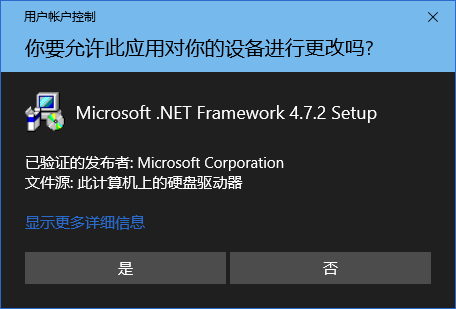 用户帐户控制
你要允许此应用对你的设备进行更改吗?
Microsoft .NET Framework 4.7.2 Setup
已验证的发布者: Microsoft Corporation
文件源: 此计算机上的硬盘驱动器
显示更多详细信息
是
否